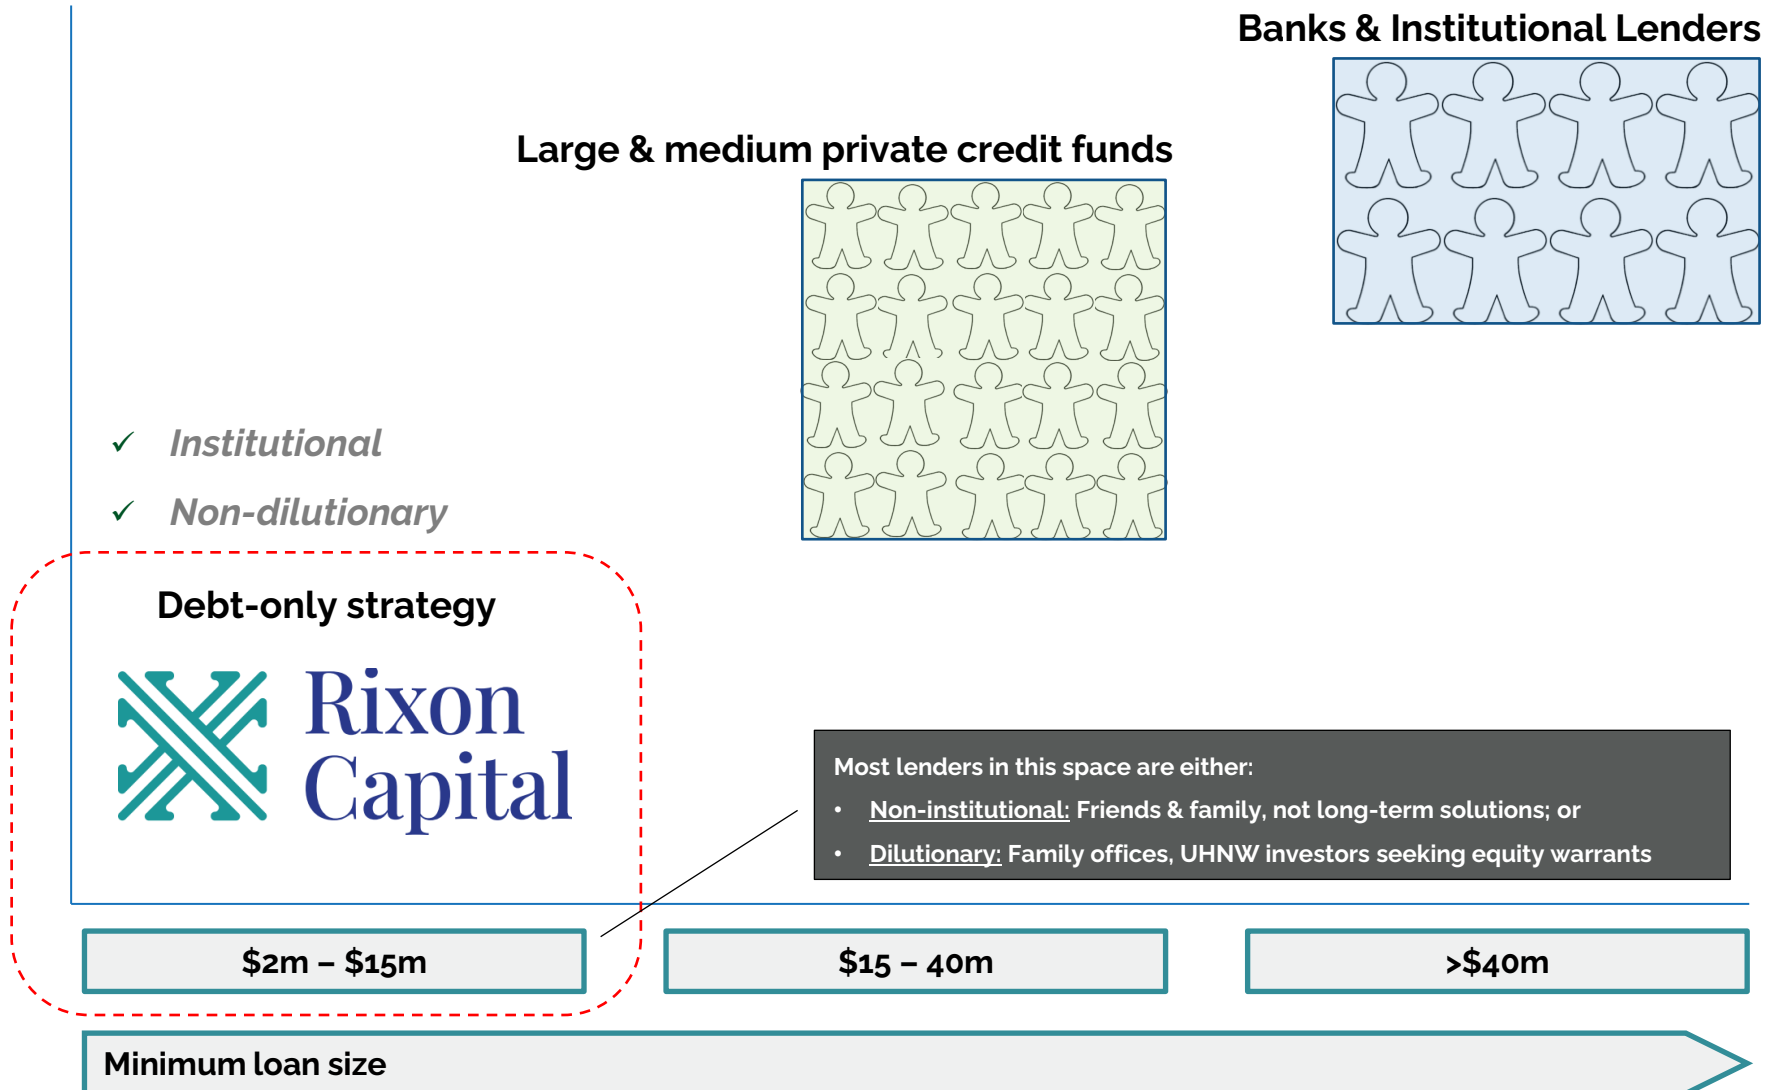 Banks & Institutional Lenders
Large & medium private credit funds
✓ Institutional
✓ Non-dilutionary
Debt-only strategy
Rixon
Capital
Most lenders in this space are either:
• Non-institutional: Friends & family, not long-term solutions; or
• Dilutionary: Family offices, UHNW investors seeking equity warrants
$2m – $15m
$15 – 40m
>$40m
Minimum loan size